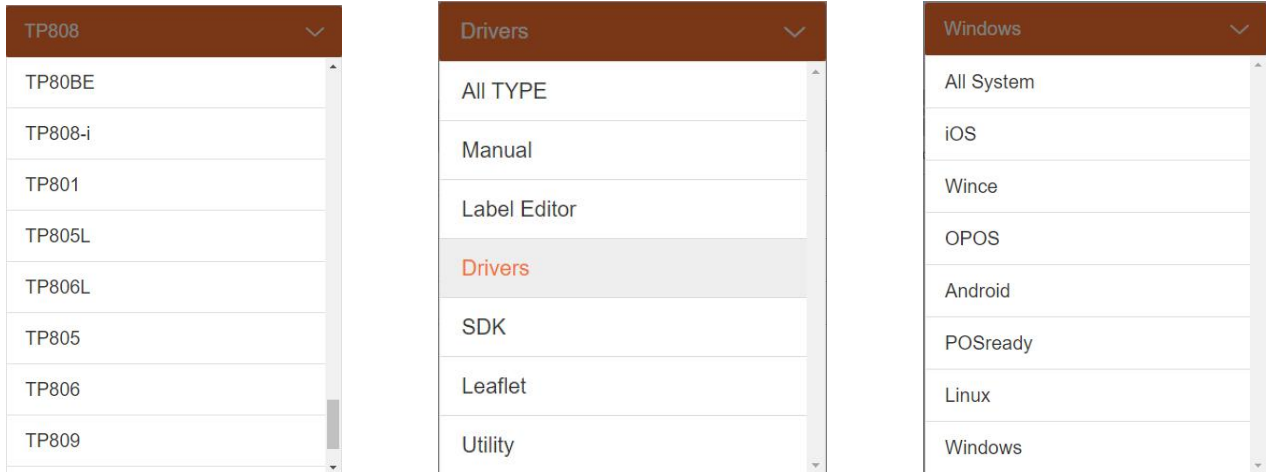 TP808
TP80BE
TP808-i
TP801
TP805L
TP806L
TP805
TP806
TP809
Drivers
All TYPE
Manual
Label Editor
Drivers
SDK
Leaflet
Utility
Windows
All System
iOS
Wince
OPOS
Android
POSready
Linux
Windows